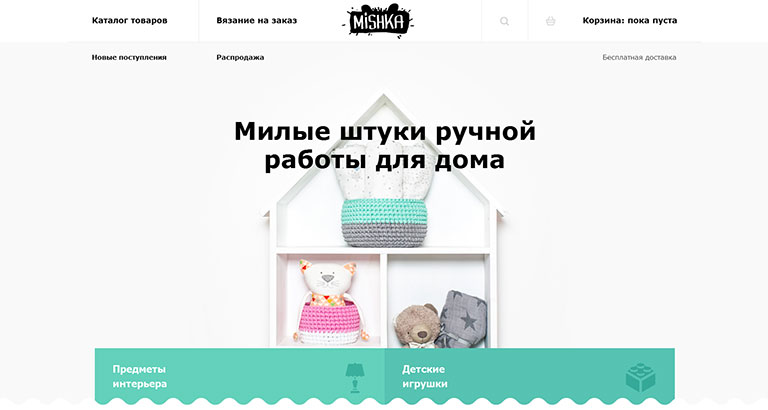 Каталог товаров
Вязание на заказ
MiSHKA
Корзина: пока пуста
Новые поступления
Распродажа
Бесплатная доставка
Милые штуки ручной
работы для дома
Предметы
интерьера
Детские
игрушки